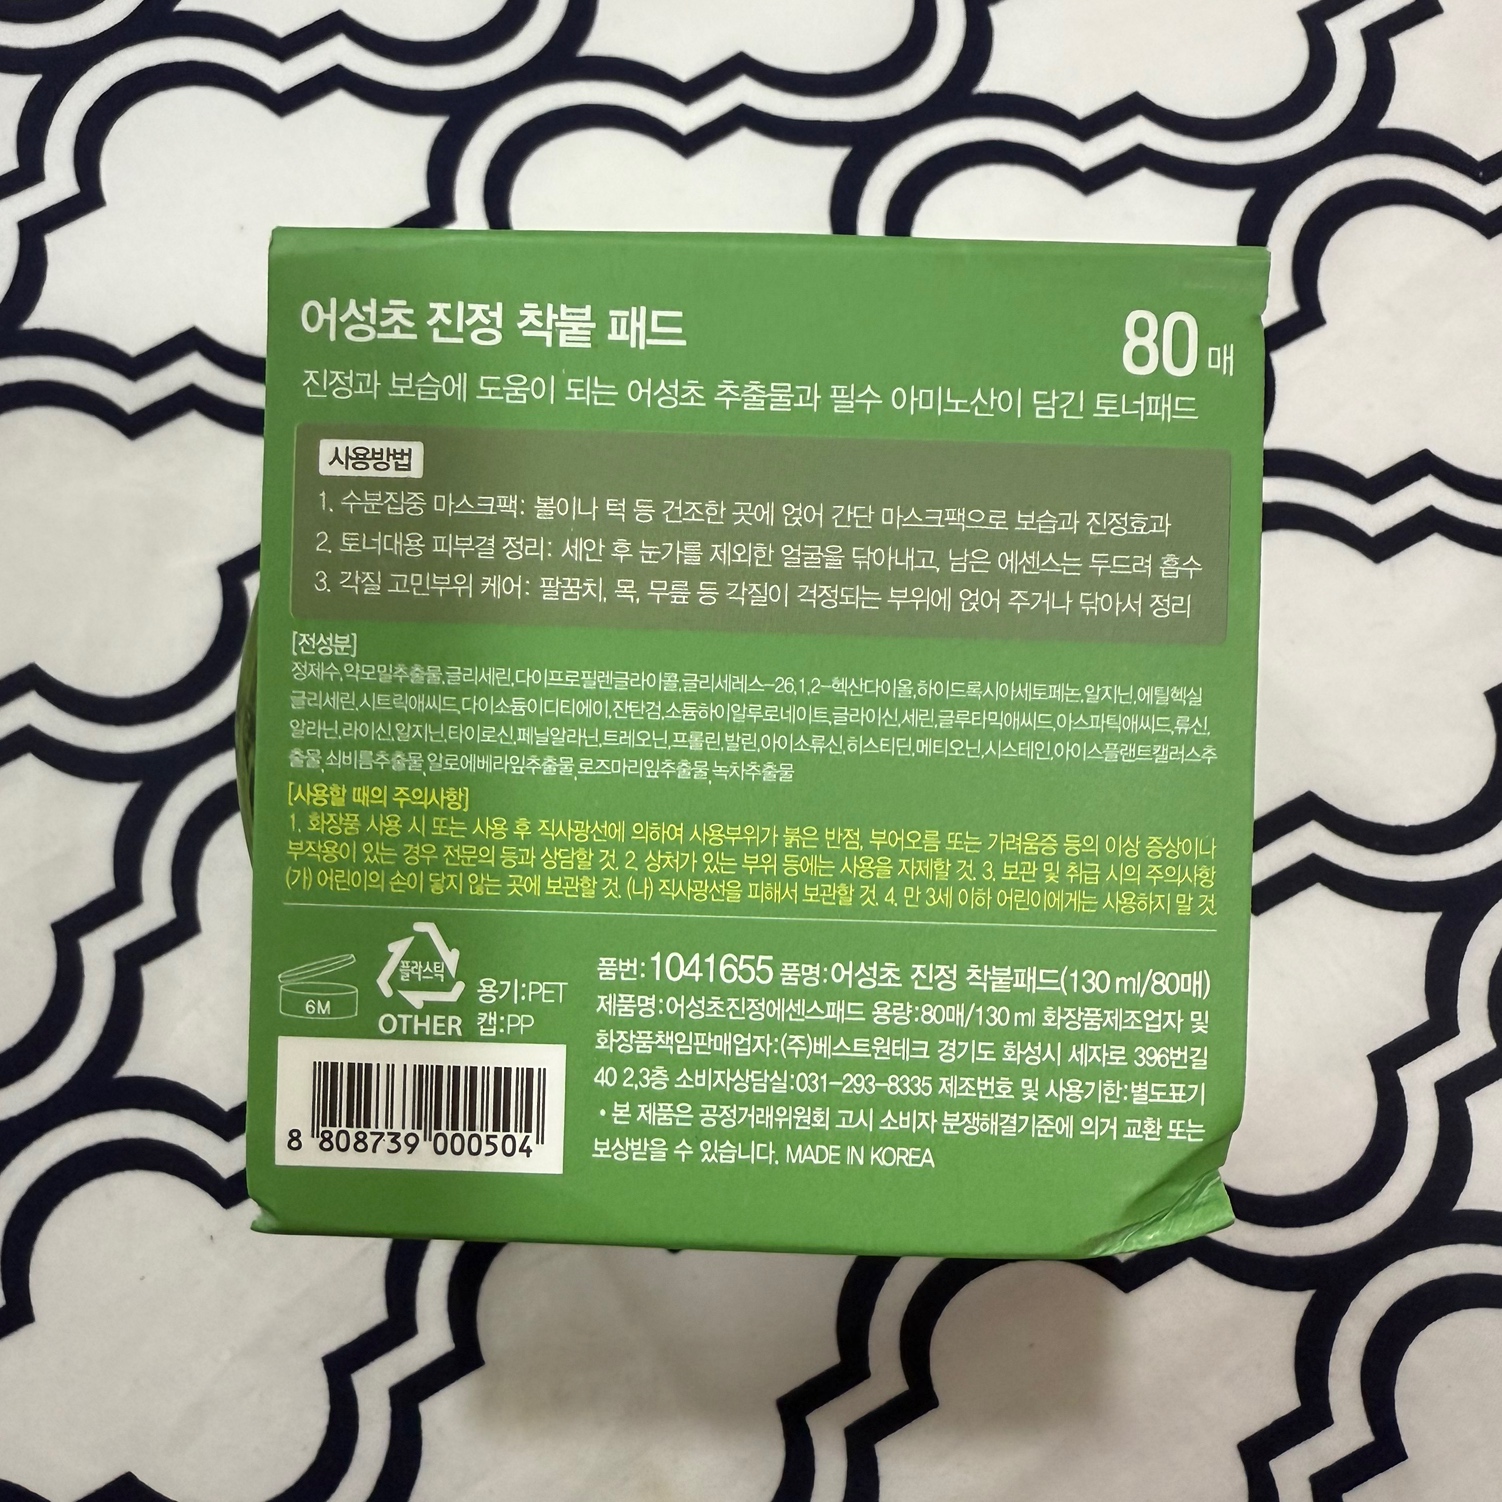 어성초 진정 착붙 패드
80매
진정과 보습에 도움이 되는 어성초 추출물과 필수 아미노산이 담긴 토너패드
사용방법
1. 수분집중 마스크팩: 볼이나 턱 등 건조한 곳에 얹어 간단 마스크팩으로 보습과 진정효과
2. 토너대용 피부결 정리: 세안 후 눈가를 제외한 얼굴을 닦아내고, 남은 에센스는 두드려 흡수
3. 각질 고민부위 케어: 팔꿈치, 목, 무릎 등 각질이 걱정되는 부위에 얹어 주거나 닦아서 정리
[전성분]
정제수,약모밀추출물,글리세린,다이프로필렌글라이콜,글리세레스-26,1,2-헥산다이올,하이드록시아세토페논,알지닌,에틸헥실
글리세린,시트릭애씨드,다이소듐이디티에이,잔탄검,소듐하이알루로네이트,글라이신,세린,글루타믹애씨드,아스파틱애씨드,류신,
알라닌,라이신,알지닌,타이로신,페닐알라닌,트레오닌,프롤린,발린,아이소류신,히스티딘,메티오닌,시스테인,아이스플랜트캘러스추
출물,쇠비름추출물,알로에베라잎추출물,로즈마리잎추출물,녹차추출물
[사용할 때의 주의사항]
1. 화장품 사용 시 또는 사용 후 직사광선에 의하여 사용부위가 붉은 반점, 부어오름 또는 가려움증 등의 이상 증상이나
부작용이 있는 경우 전문의 등과 상담할 것. 2. 상처가 있는 부위 등에는 사용을 자제할 것. 3. 보관 및 취급 시의 주의사항
(가) 어린이의 손이 닿지 않는 곳에 보관할 것. (나) 직사광선을 피해서 보관할 것. 4. 만 3세 이하 어린이에게는 사용하지 말 것
6M
플라스틱
OTHER
용기:PET
캡:PP
8 808739 000504
품번:1041655 품명:어성초 진정 착붙패드(130 ml/80매)
제품명:어성초진정에센스패드 용량:80매/130 ml 화장품제조업자 및
화장품책임판매업자:(주)베스트원테크 경기도 화성시 세자로 396번길
40 2,3층 소비자상담실:031-293-8335 제조번호 및 사용기한:별도표기
• 본 제품은 공정거래위원회 고시 소비자 분쟁해결기준에 의거 교환 또는
보상받을 수 있습니다. MADE IN KOREA